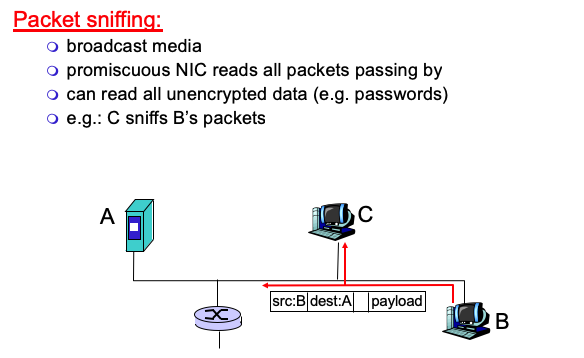 Packet sniffing:
broadcast media
promiscuous NIC reads all packets passing by
can read all unencrypted data (e.g. passwords)
e.g.: C sniffs B’s packets
A
C
src:B dest:A payload
B